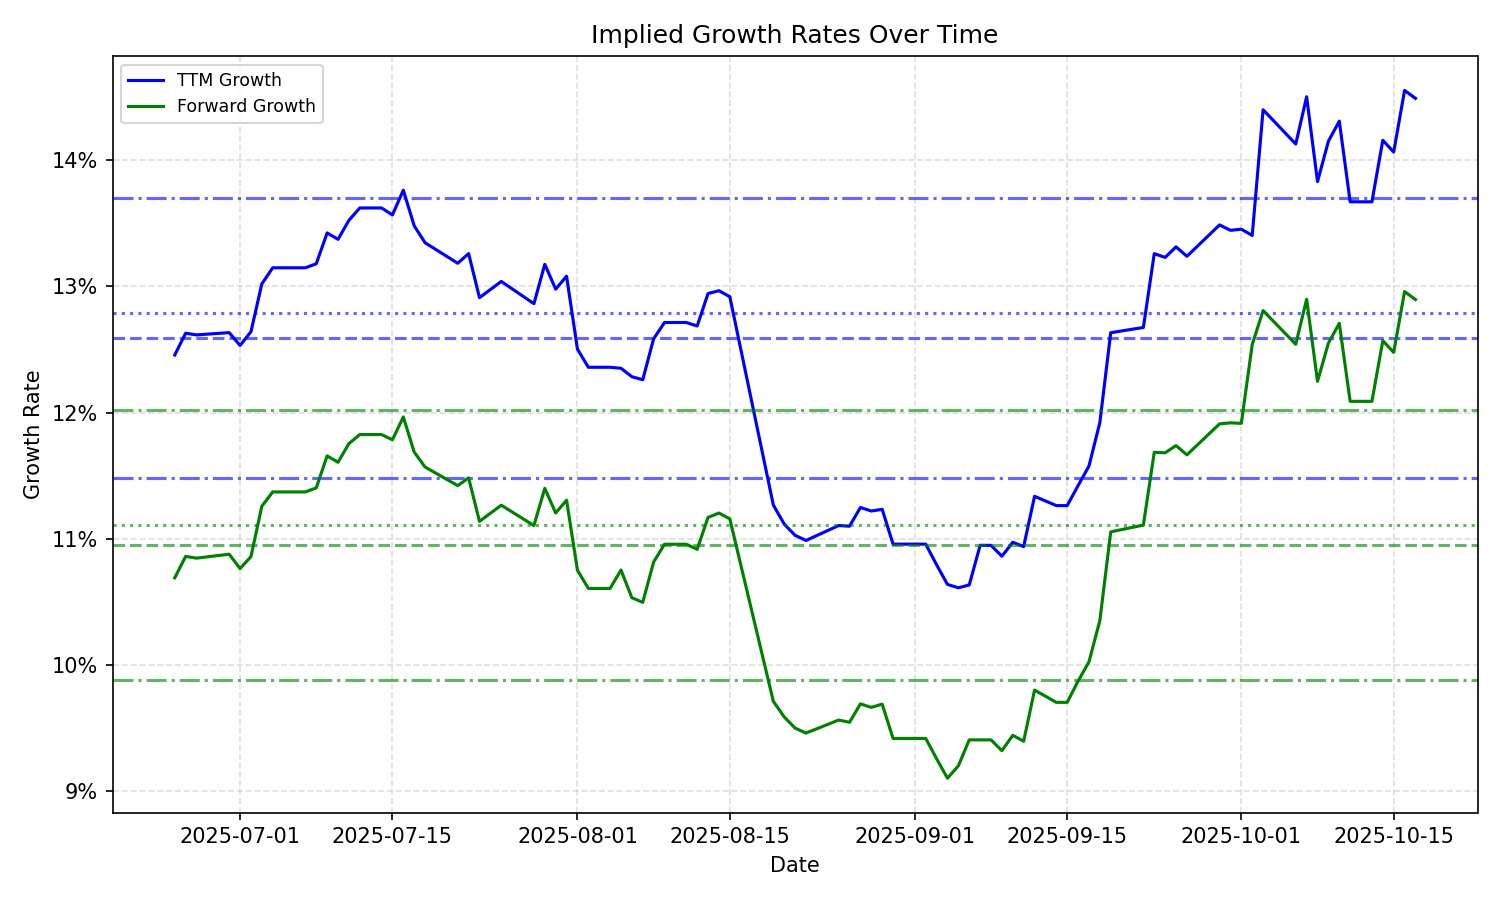 Implied Growth Rates Over Time
TTM Growth
Forward Growth
Growth Rate
14%
13%
12%
11%
10%
9%
2025-07-01 2025-07-15 2025-08-01 2025-08-15 2025-09-01 2025-09-15 2025-10-01 2025-10-15
Date